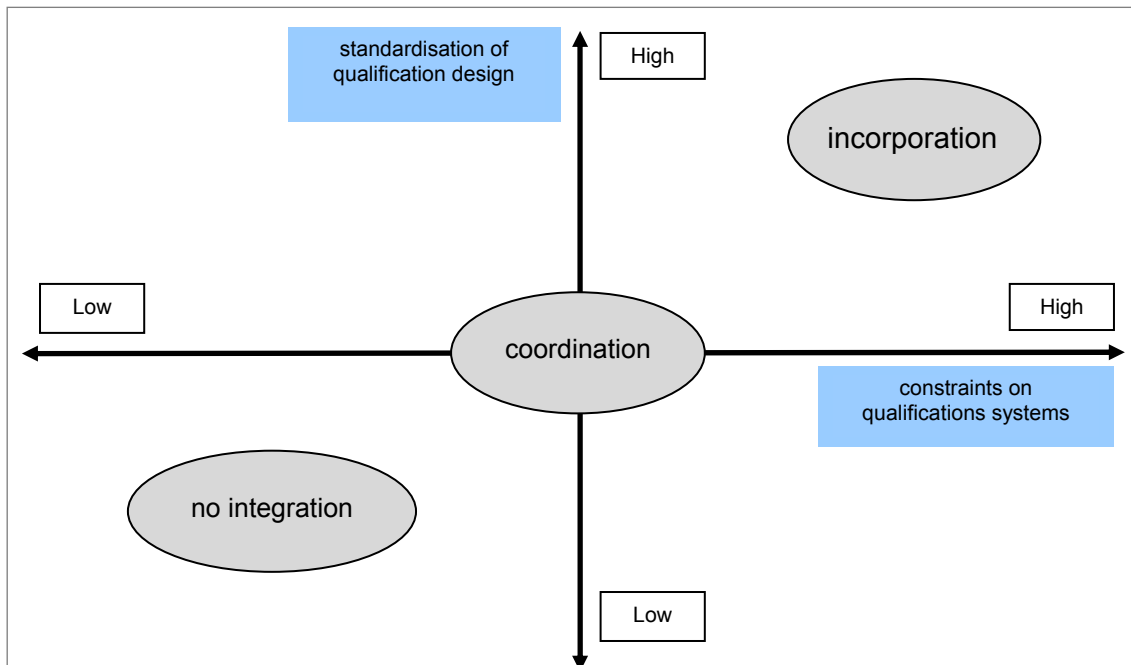 standardisation of
qualification design
High
incorporation
Low
High
coordination
constraints on
qualifications systems
no integration
Low